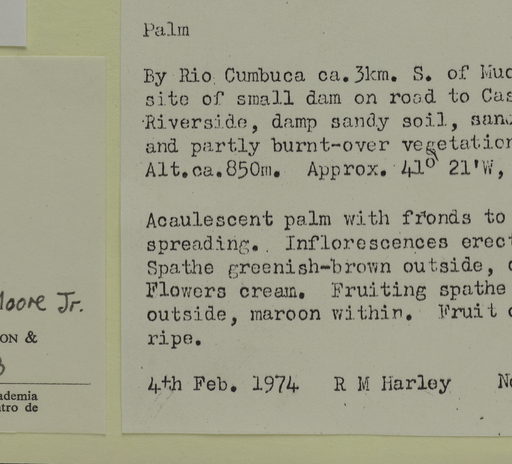 Palm
By Rio Cumbuca ca.3km. S. of Muc
site of small dam on road to Cas
Riverside, damp sandy soil, sand
and partly burnt-over vegetation
Alt.ca.850m. Approx. 41° 21'W,
Acaulescent palm with fronds to
spreading. Inflorescences erect
Spathe greenish-brown outside,
Flowers cream. Fruiting spathe
outside, maroon within. Fruit
ripe.
4th Feb. 1974 R M Harley No
Moore Jr.
ON &
3
ademia
tro de